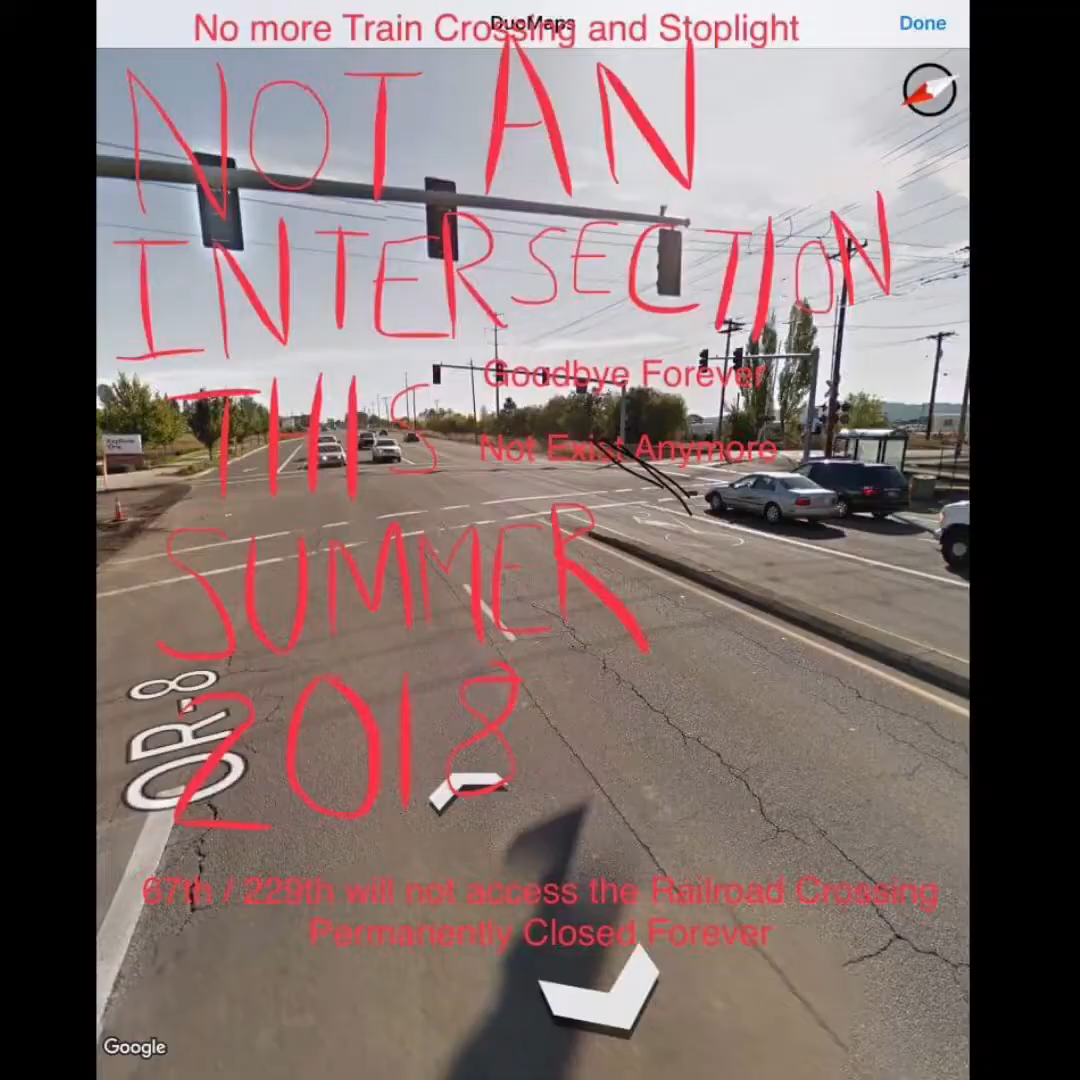 No more Train Crossing and Stoplight
DuoMaps
Done
NOT AN
INTERSECTION
THIS
Goodbye Forever
Not Exist Anymore
SUMMER
2018
OR-8
67th / 229th will not access the Railroad Crossing
Permanently Closed Forever
Google